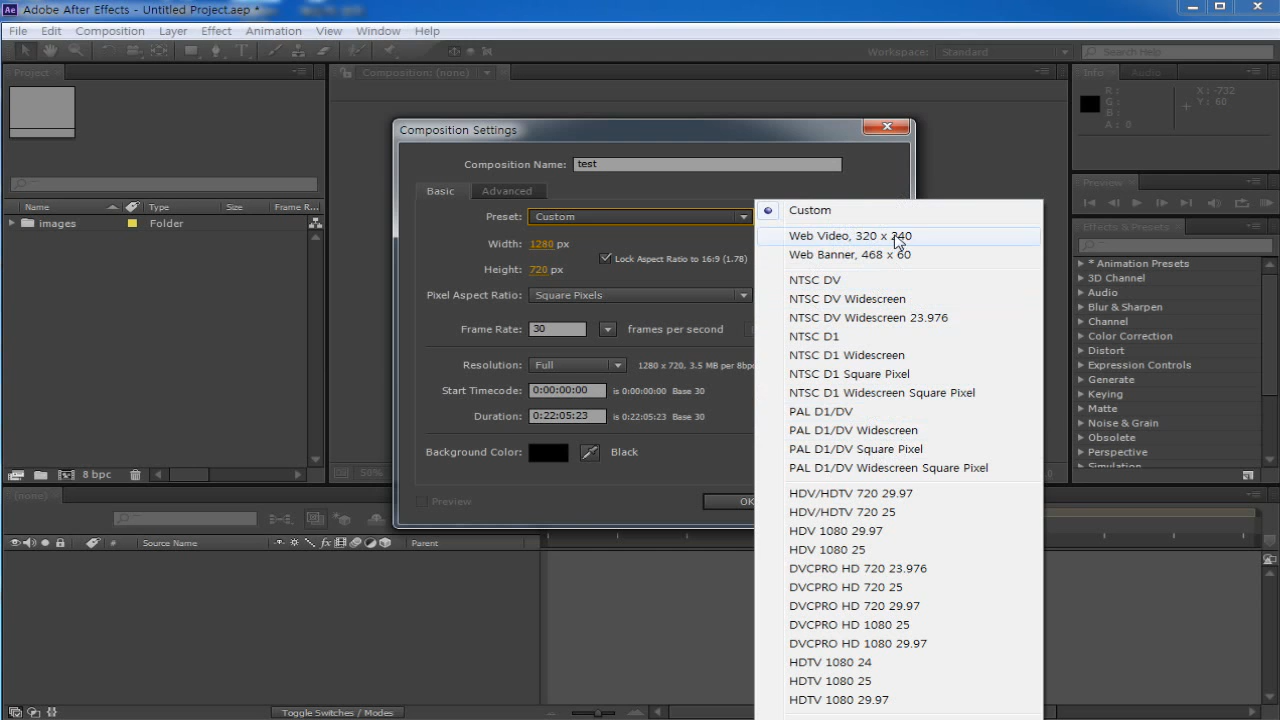 Ae Adobe After Effects - Untitled Project.aep *
File Edit Composition Layer Effect Animation View Window Help
Workspace: Standard Search Help
Project Composition: (none) Info Audio
R : X : -732
G : Y : 60
B :
A : 0
Composition Settings
Composition Name: test
Basic Advanced
Preset: Custom
Width: 1280 px
Lock Aspect Ratio to 16:9 (1.78)
Height: 720 px
Pixel Aspect Ratio: Square Pixels
Frame Rate: 30 frames per second
Resolution: Full 1280 x 720, 3.5 MB per 8bpc
Start Timecode: 0:00:00:00 is 0:00:00:00 Base 30
Duration: 0:22:05:23 is 0:22:05:23 Base 30
Background Color: Black
Preview OK
Custom
Web Video, 320 x 240
Web Banner, 468 x 60
NTSC DV
NTSC DV Widescreen
NTSC DV Widescreen 23.976
NTSC D1
NTSC D1 Widescreen
NTSC D1 Square Pixel
NTSC D1 Widescreen Square Pixel
PAL D1/DV
PAL D1/DV Widescreen
PAL D1/DV Square Pixel
PAL D1/DV Widescreen Square Pixel
HDV/HDTV 720 29.97
HDV/HDTV 720 25
HDV 1080 29.97
HDV 1080 25
DVCPRO HD 720 23.976
DVCPRO HD 720 25
DVCPRO HD 720 29.97
DVCPRO HD 1080 25
DVCPRO HD 1080 29.97
HDTV 1080 24
HDTV 1080 25
HDTV 1080 29.97
Preview
Effects & Presets
* Animation Presets
3D Channel
Audio
Blur & Sharpen
Channel
Color Correction
Distort
Expression Controls
Generate
Keying
Matte
Noise & Grain
Obsolete
Perspective
Simulation
Name Type Size Frame R...
images Folder
8 bpc
50%
(none)
# Source Name Parent
Toggle Switches / Modes